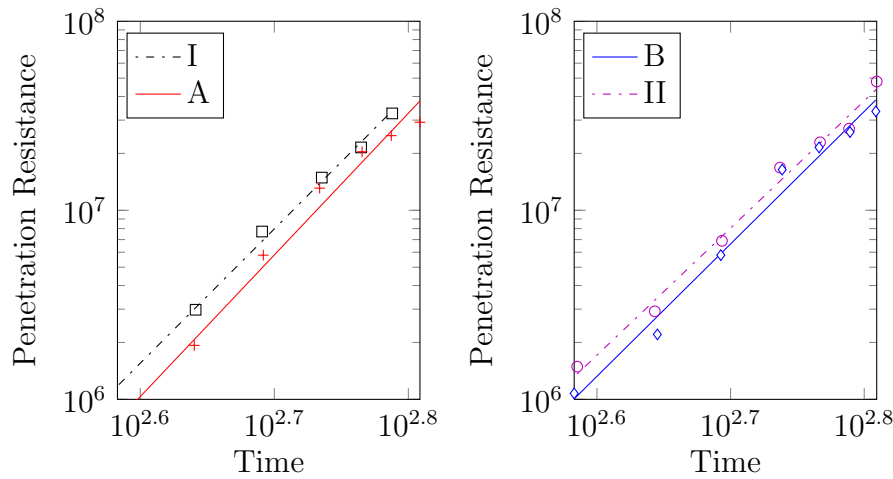 10^8
10^7
10^6
Penetration Resistance
I
A
10^2.6
10^2.7
10^2.8
Time
10^8
10^7
10^6
Penetration Resistance
B
II
10^2.6
10^2.7
10^2.8
Time